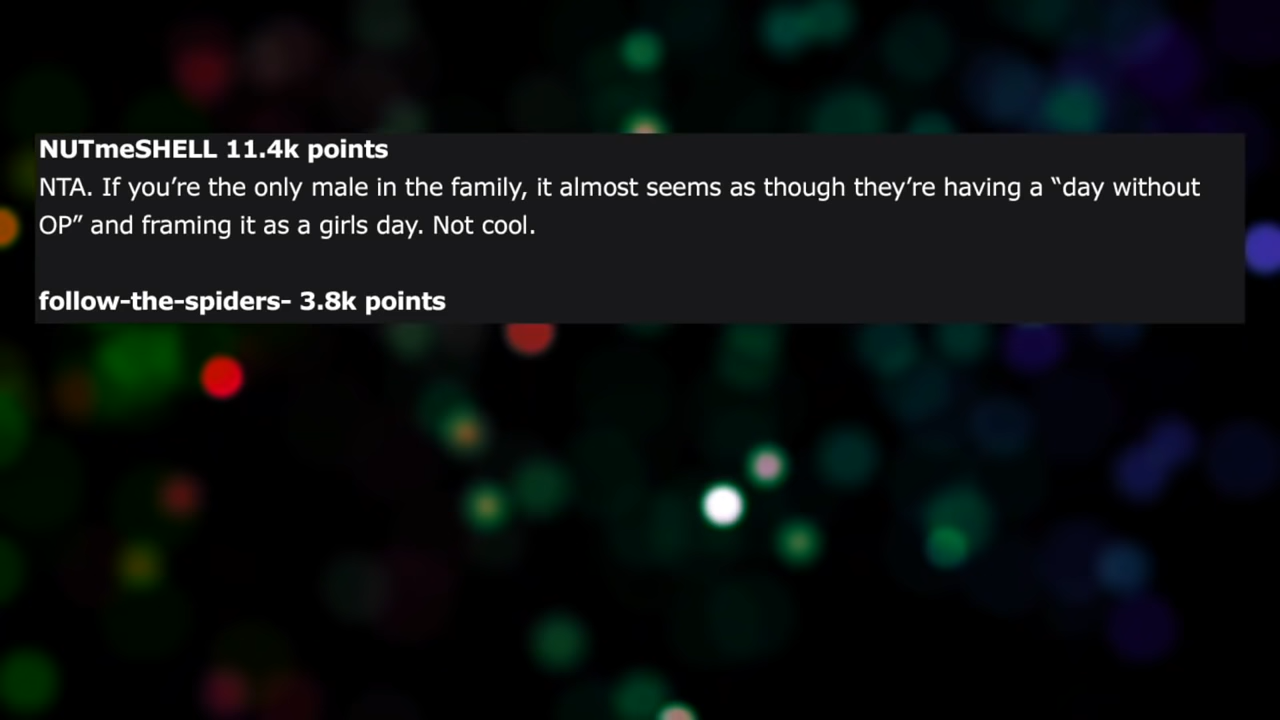 NUTmeSHELL 11.4k points
NTA. If you’re the only male in the family, it almost seems as though they’re having a “day without
OP” and framing it as a girls day. Not cool.
follow-the-spiders- 3.8k points